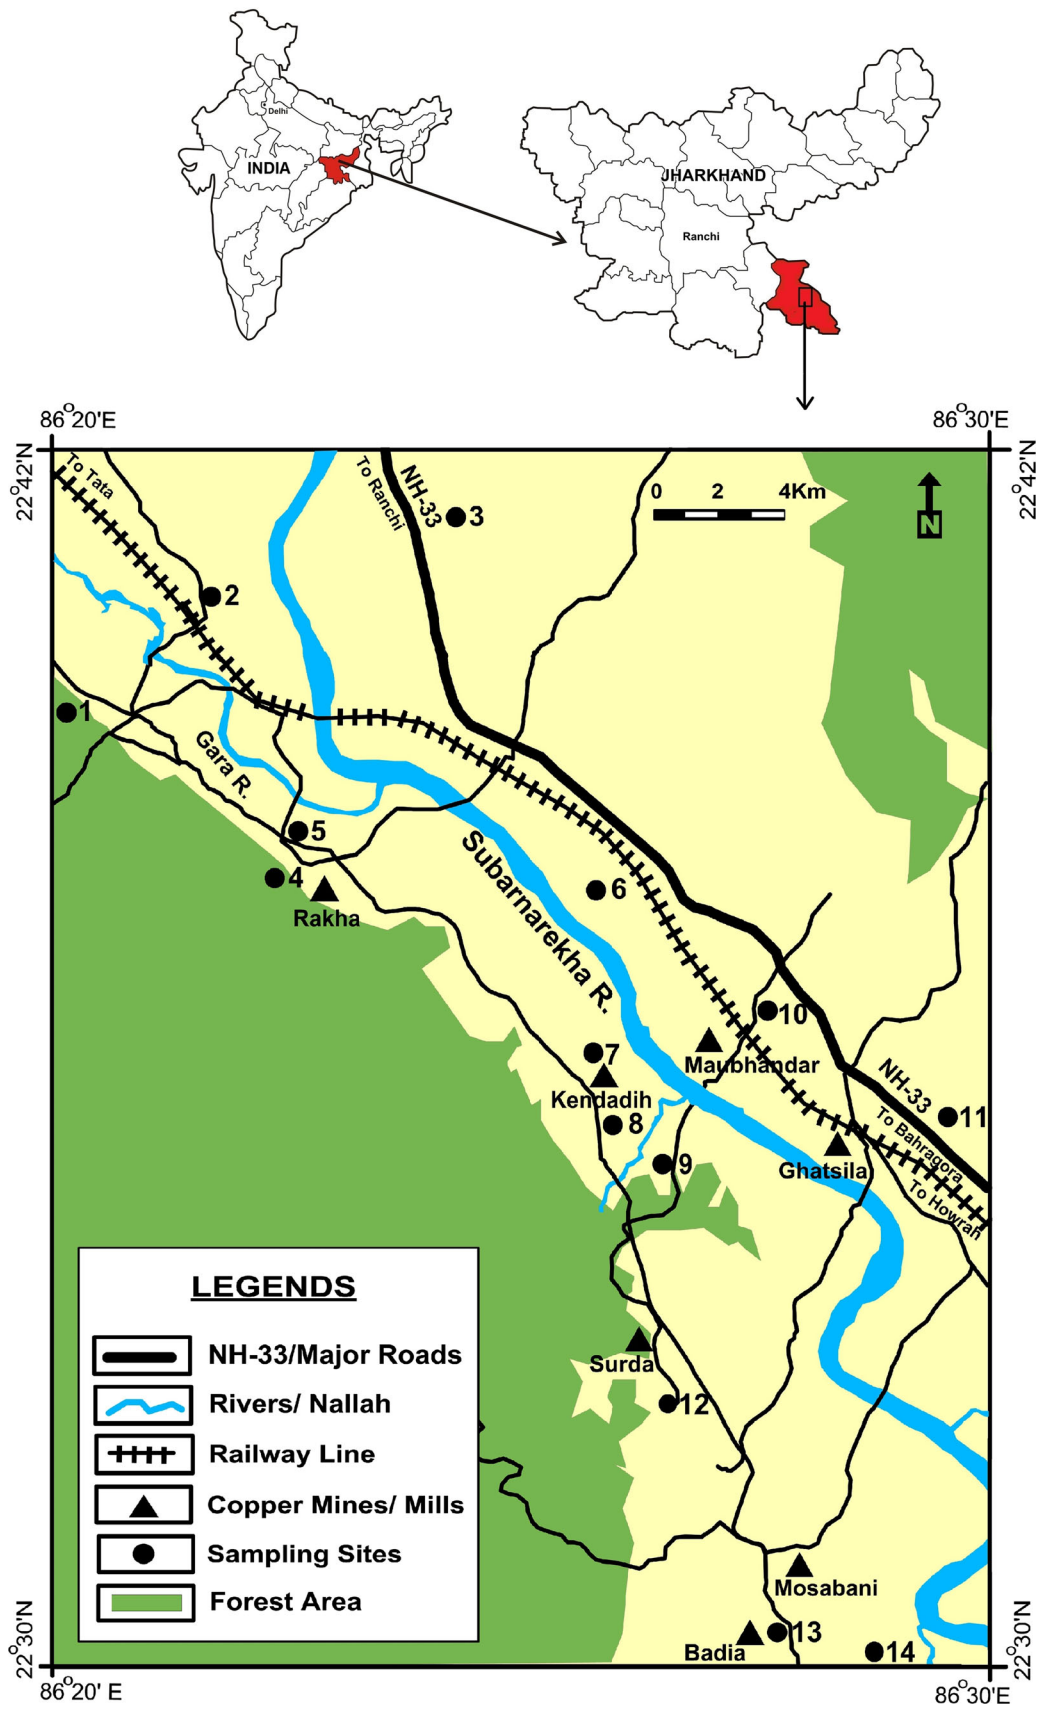 Delhi
INDIA
JHARKHAND
Ranchi
86°20'E
86°30'E
22°42'N
22°42'N
To Tata
To Ranchi
NH-33
3
0 2 4Km
N
2
1
Gara R.
5
4
Rakha
Subarnarekha R.
6
10
7
Maubhandar
Kendadih
8
NH-33
11
To Bahragora
9
Ghatsila
To Howrah
LEGENDS
NH-33/Major Roads
Rivers/ Nallah
Railway Line
Copper Mines/ Mills
Sampling Sites
Forest Area
Surda
12
Mosabani
13
Badia
14
22°30'N
22°30'N
86°20' E
86°30'E